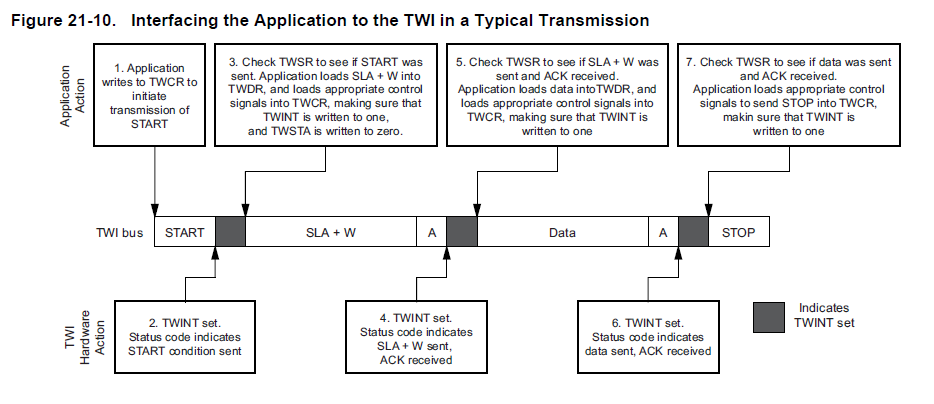 Figure 21-10. Interfacing the Application to the TWI in a Typical Transmission
Application
Action
1. Application
writes to TWCR to
initiate
transmission of
START
3. Check TWSR to see if START was
sent. Application loads SLA + W into
TWDR, and loads appropriate control
signals into TWCR, making sure that
TWINT is written to one,
and TWSTA is written to zero.
5. Check TWSR to see if SLA + W was
sent and ACK received.
Application loads data intoTWDR, and
loads appropriate control signals into
TWCR, making sure that TWINT is
written to one
7. Check TWSR to see if data was sent
and ACK received.
Application loads appropriate control
signals to send STOP into TWCR,
makin sure that TWINT is
written to one
TWI bus
START
SLA + W
A
Data
A
STOP
TWI
Hardware
Action
2. TWINT set.
Status code indicates
START condition sent
4. TWINT set.
Status code indicates
SLA + W sent,
ACK received
6. TWINT set.
Status code indicates
data sent, ACK received
Indicates
TWINT set